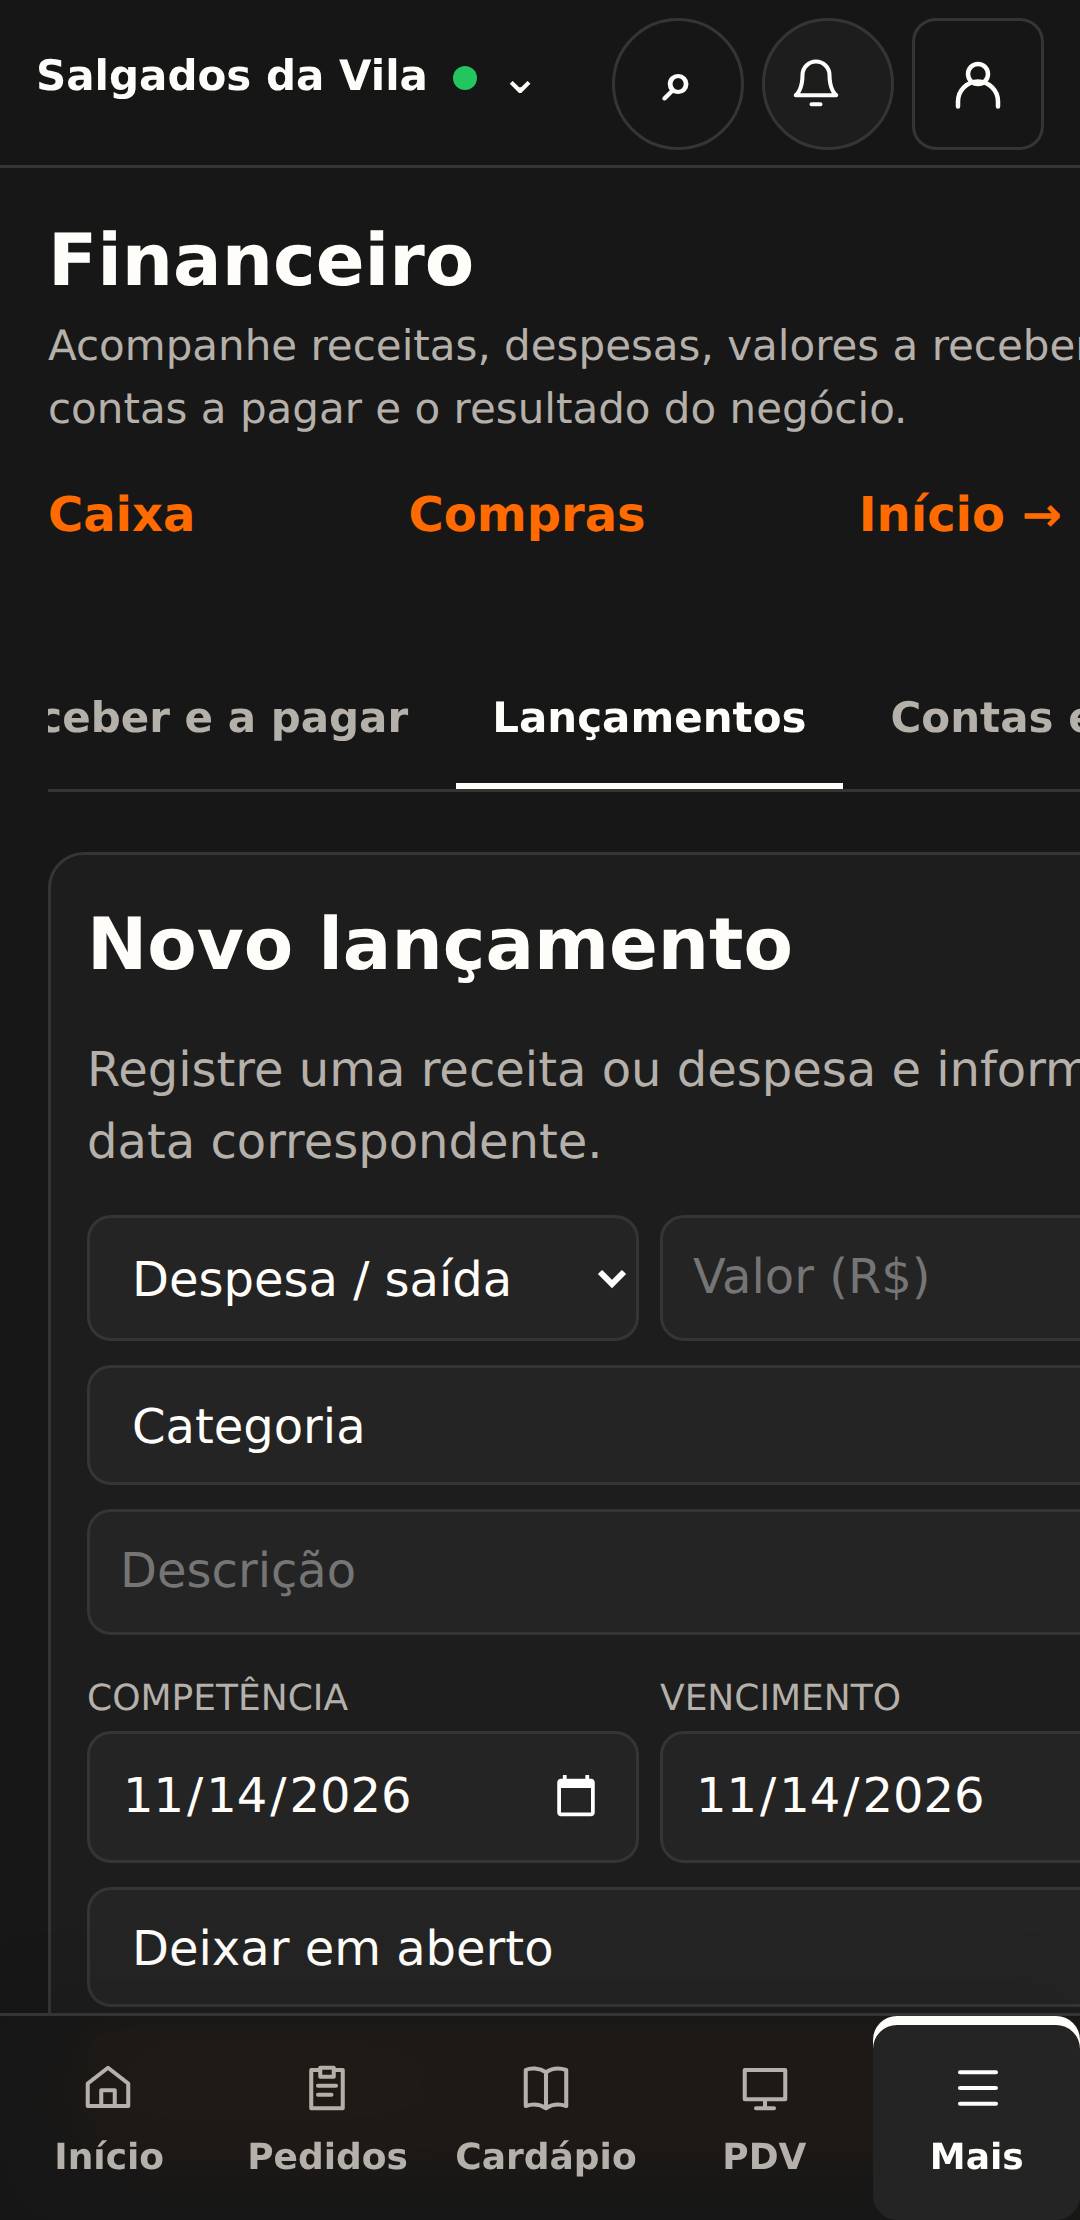 Salgados da Vila
Financeiro
Acompanhe receitas, despesas, valores a receber
contas a pagar e o resultado do negócio.
Caixa Compras Início →
ceber e a pagar Lançamentos Contas e
Novo lançamento
Registre uma receita ou despesa e inform
data correspondente.
Despesa / saída Valor (R$)
Categoria
Descrição
COMPETÊNCIA VENCIMENTO
11/14/2026 11/14/2026
Deixar em aberto
Início Pedidos Cardápio PDV Mais